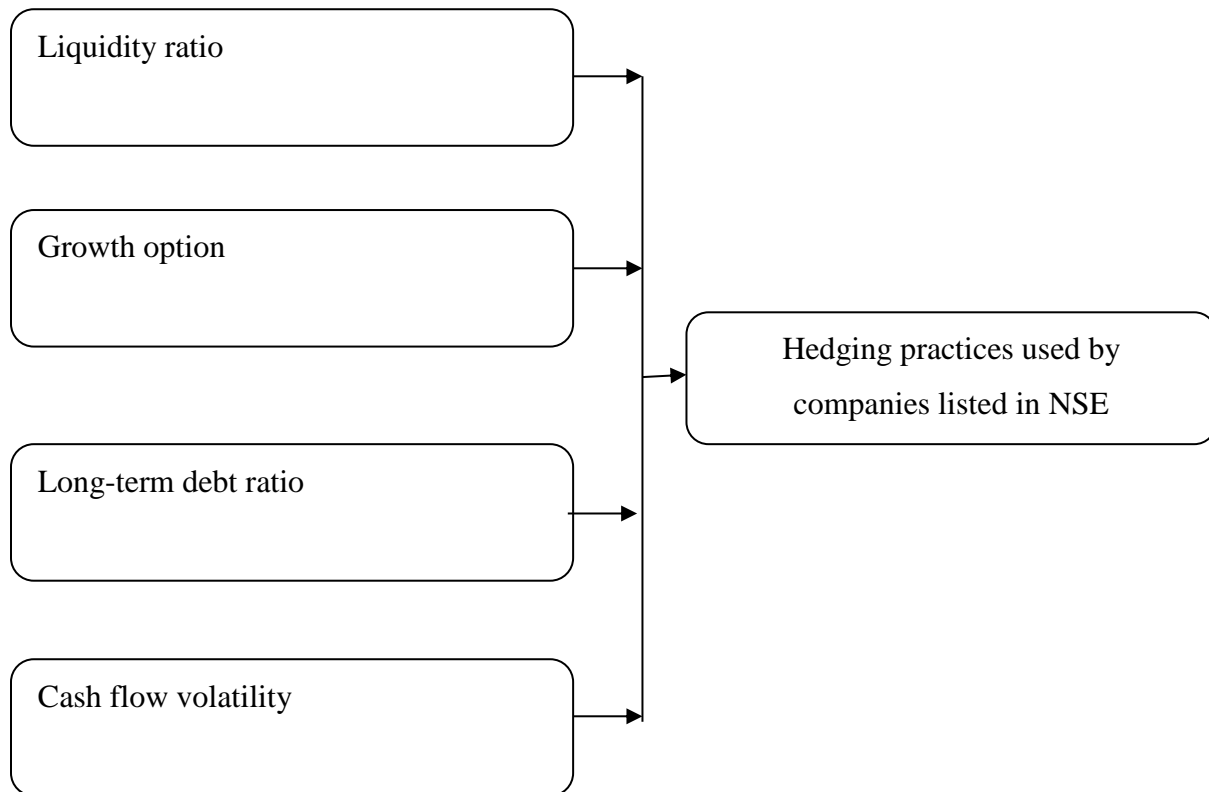 Liquidity ratio
Growth option
Hedging practices used by
companies listed in NSE
Long-term debt ratio
Cash flow volatility